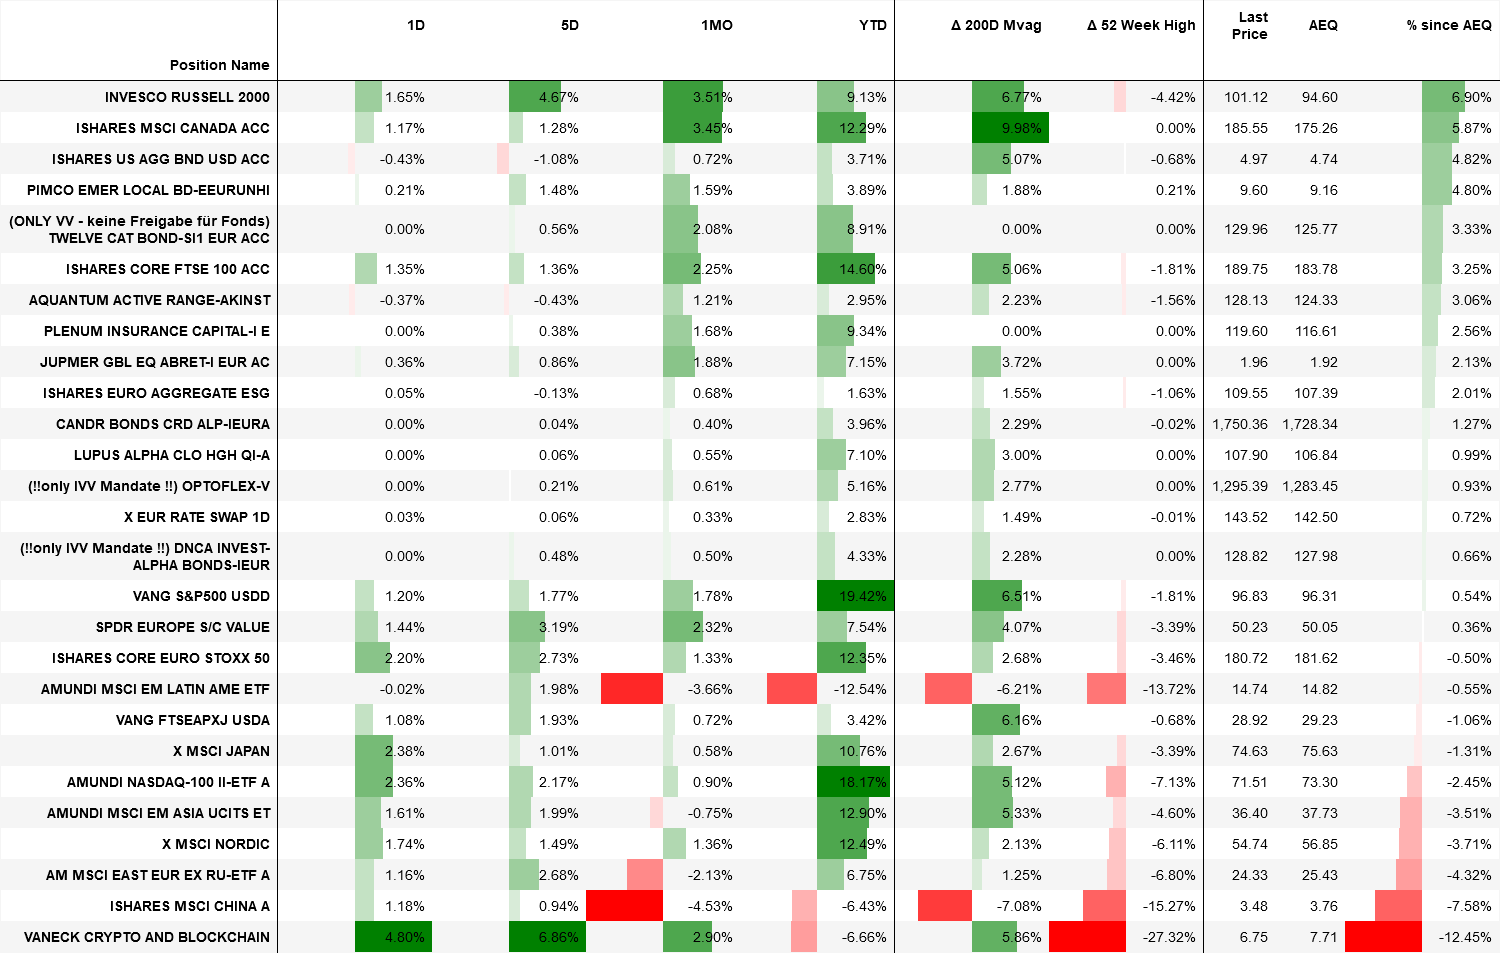 1D 5D 1MO YTD Δ 200D Mvag Δ 52 Week High Last AEQ % since AEQ
Price
Position Name
INVESCO RUSSELL 2000 1.65% 4.67% 3.51% 9.13% 6.77% -4.42% 101.12 94.60 6.90%
ISHARES MSCI CANADA ACC 1.17% 1.28% 3.45% 12.29% 9.98% 0.00% 185.55 175.26 5.87%
ISHARES US AGG BND USD ACC -0.43% -1.08% 0.72% 3.71% 5.07% -0.68% 4.97 4.74 4.82%
PIMCO EMER LOCAL BD-EEURUNHI 0.21% 1.48% 1.59% 3.89% 1.88% 0.21% 9.60 9.16 4.80%
(ONLY VV - keine Freigabe für Fonds)
TWELVE CAT BOND-SI1 EUR ACC 0.00% 0.56% 2.08% 8.91% 0.00% 0.00% 129.96 125.77 3.33%
ISHARES CORE FTSE 100 ACC 1.35% 1.36% 2.25% 14.60% 5.06% -1.81% 189.75 183.78 3.25%
AQUANTUM ACTIVE RANGE-AKINST -0.37% -0.43% 1.21% 2.95% 2.23% -1.56% 128.13 124.33 3.06%
PLENUM INSURANCE CAPITAL-I E 0.00% 0.38% 1.68% 9.34% 0.00% 0.00% 119.60 116.61 2.56%
JUPMER GBL EQ ABRET-I EUR AC 0.36% 0.86% 1.88% 7.15% 3.72% 0.00% 1.96 1.92 2.13%
ISHARES EURO AGGREGATE ESG 0.05% -0.13% 0.68% 1.63% 1.55% -1.06% 109.55 107.39 2.01%
CANDR BONDS CRD ALP-IEURA 0.00% 0.04% 0.40% 3.96% 2.29% -0.02% 1,750.36 1,728.34 1.27%
LUPUS ALPHA CLO HGH QI-A 0.00% 0.06% 0.55% 7.10% 3.00% 0.00% 107.90 106.84 0.99%
(!!only IVV Mandate !!) OPTOFLEX-V 0.00% 0.21% 0.61% 5.16% 2.77% 0.00% 1,295.39 1,283.45 0.93%
X EUR RATE SWAP 1D 0.03% 0.06% 0.33% 2.83% 1.49% -0.01% 143.52 142.50 0.72%
(!!only IVV Mandate !!) DNCA INVEST-
ALPHA BONDS-IEUR 0.00% 0.48% 0.50% 4.33% 2.28% 0.00% 128.82 127.98 0.66%
VANG S&P500 USDD 1.20% 1.77% 1.78% 19.42% 6.51% -1.81% 96.83 96.31 0.54%
SPDR EUROPE S/C VALUE 1.44% 3.19% 2.32% 7.54% 4.07% -3.39% 50.23 50.05 0.36%
ISHARES CORE EURO STOXX 50 2.20% 2.73% 1.33% 12.35% 2.68% -3.46% 180.72 181.62 -0.50%
AMUNDI MSCI EM LATIN AME ETF -0.02% 1.98% -3.66% -12.54% -6.21% -13.72% 14.74 14.82 -0.55%
VANG FTSEAPXJ USDA 1.08% 1.93% 0.72% 3.42% 6.16% -0.68% 28.92 29.23 -1.06%
X MSCI JAPAN 2.38% 1.01% 0.58% 10.76% 2.67% -3.39% 74.63 75.63 -1.31%
AMUNDI NASDAQ-100 II-ETF A 2.36% 2.17% 0.90% 18.17% 5.12% -7.13% 71.51 73.30 -2.45%
AMUNDI MSCI EM ASIA UCITS ET 1.61% 1.99% -0.75% 12.90% 5.33% -4.60% 36.40 37.73 -3.51%
X MSCI NORDIC 1.74% 1.49% 1.36% 12.49% 2.13% -6.11% 54.74 56.85 -3.71%
AM MSCI EAST EUR EX RU-ETF A 1.16% 2.68% -2.13% 6.75% 1.25% -6.80% 24.33 25.43 -4.32%
ISHARES MSCI CHINA A 1.18% 0.94% -4.53% -6.43% -7.08% -15.27% 3.48 3.76 -7.58%
VANECK CRYPTO AND BLOCKCHAIN 4.80% 6.86% 2.90% -6.66% 5.86% -27.32% 6.75 7.71 -12.45%